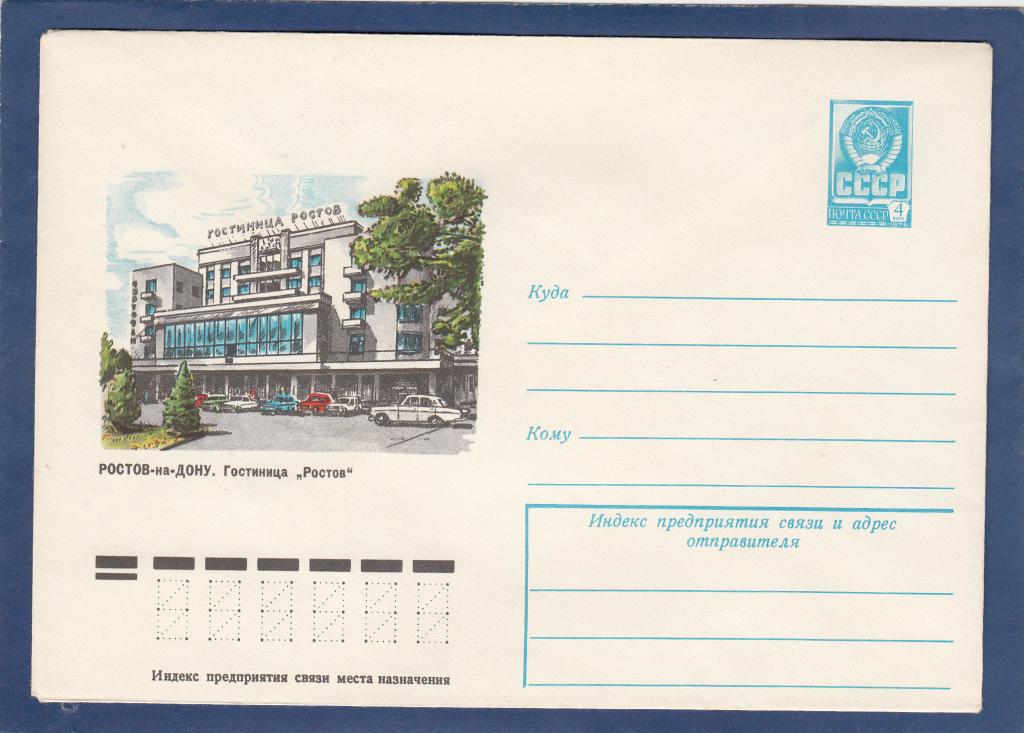 СССР
ПОЧТА СССР 4 КОП
1976
ГОСТИНИЦА РОСТОВ
РОСТОВ-на-ДОНУ. Гостиница „Ростов“
Куда
Кому
Индекс предприятия связи и адрес
отправителя
Индекс предприятия связи места назначения